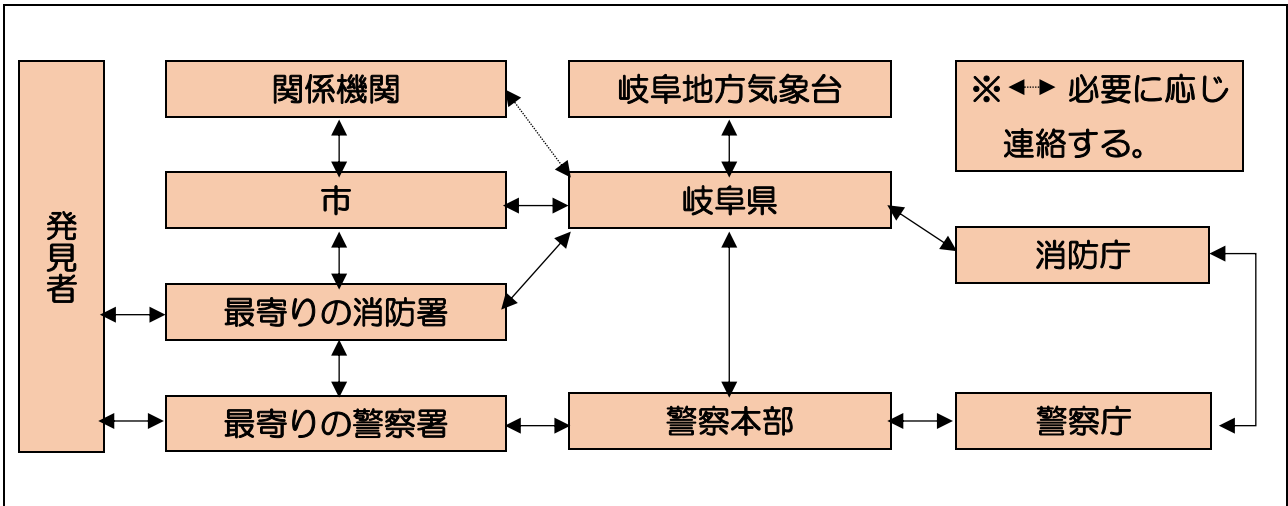 関係機関
岐阜地方気象台
※ 必要に応じ
連絡する。
市
岐阜県
発見者
消防庁
最寄りの消防署
最寄りの警察署
警察本部
警察庁